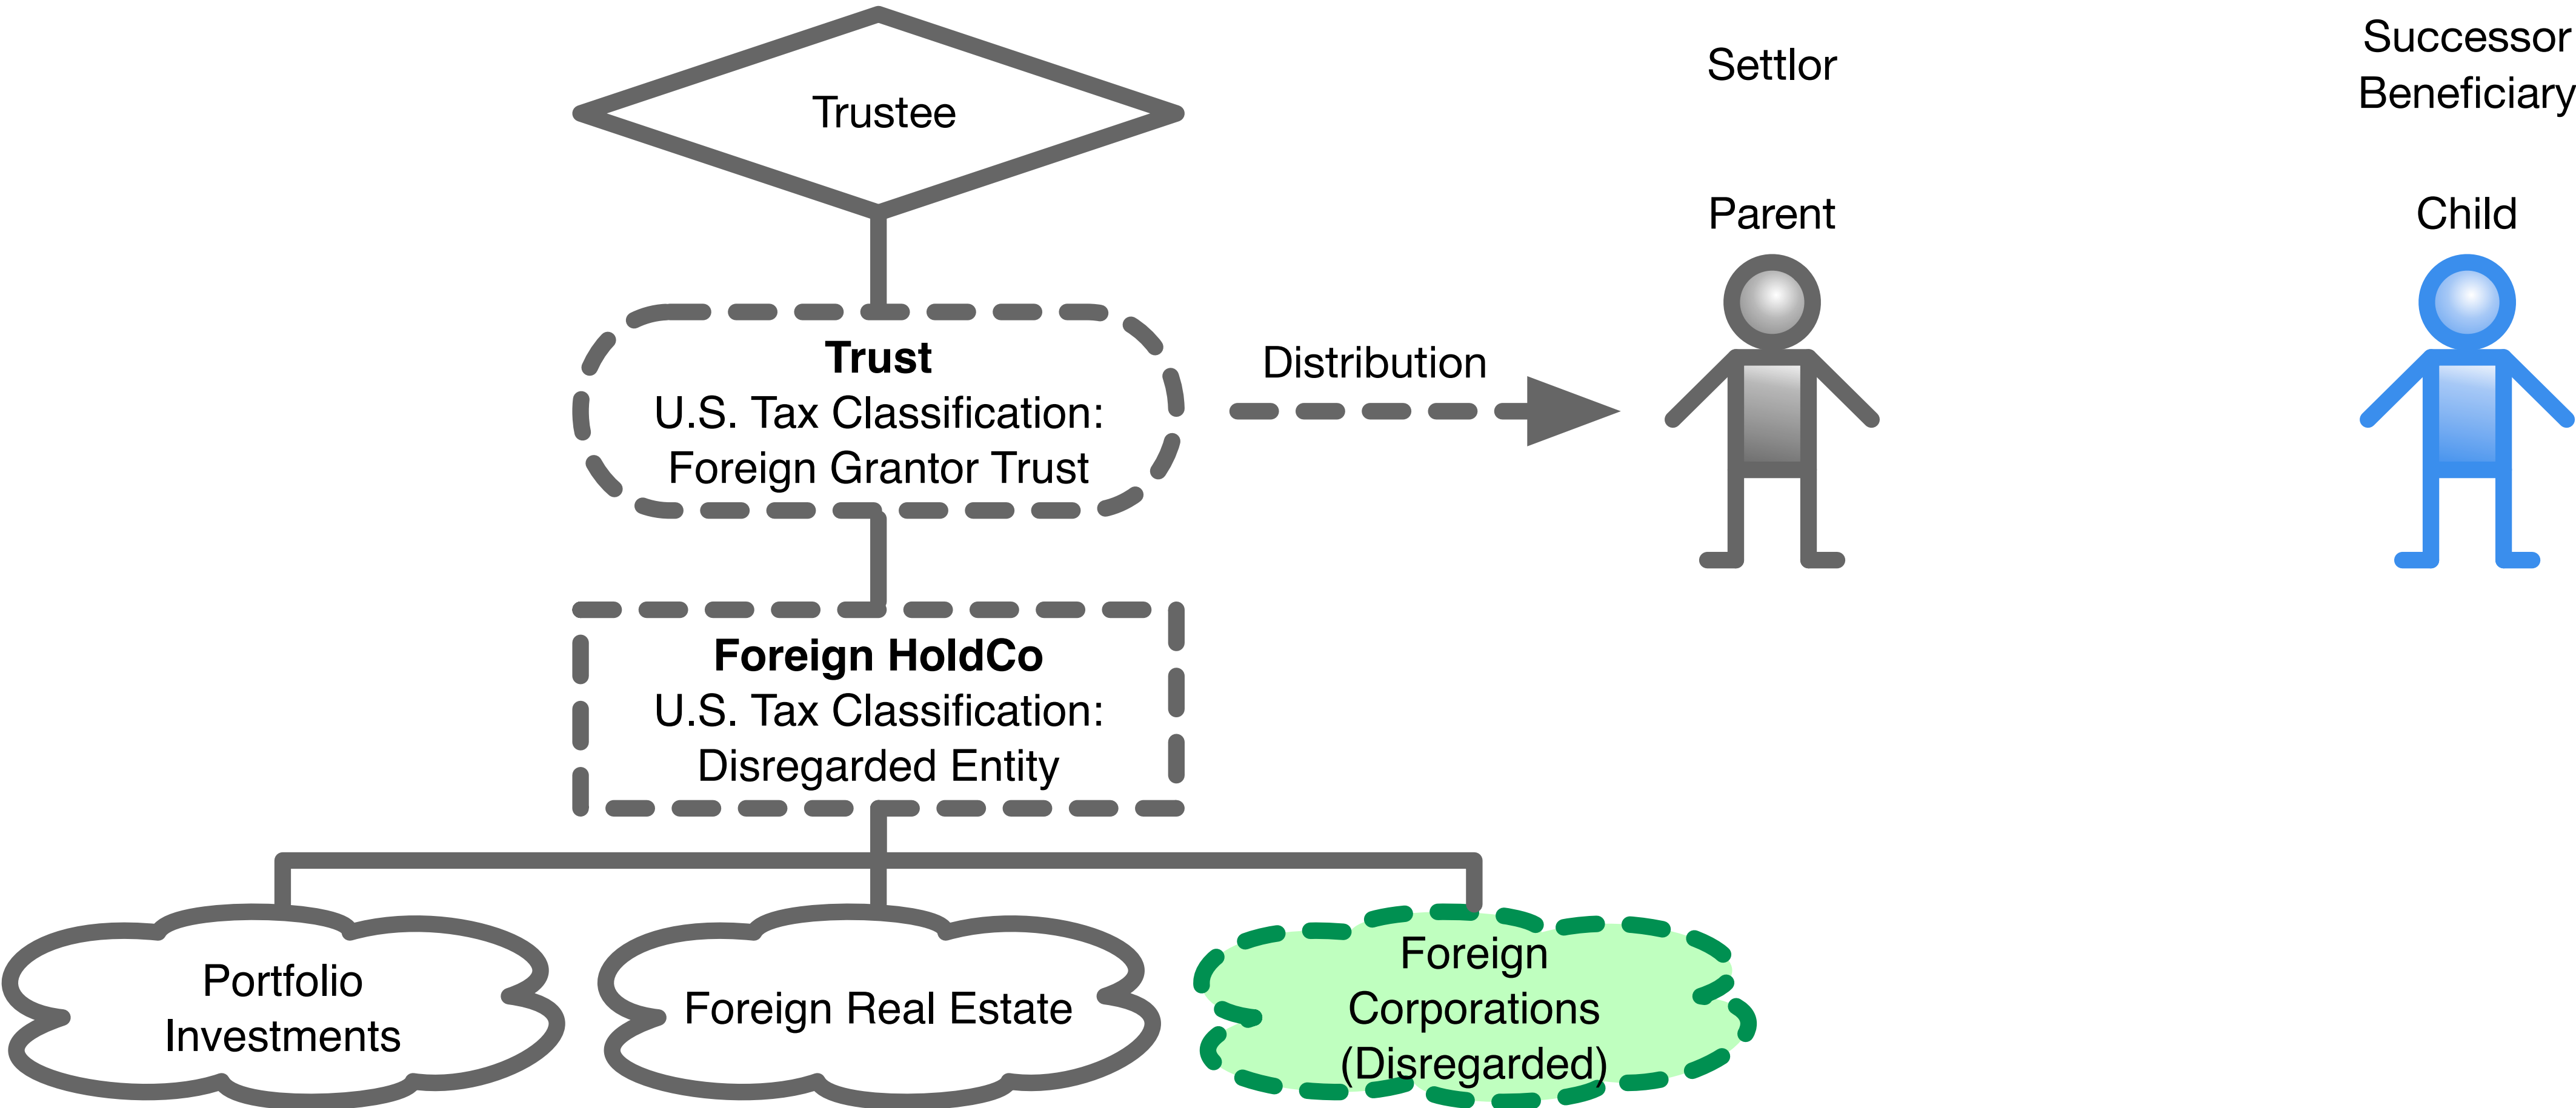 Trustee
Settlor
Successor
Beneficiary
Parent
Child
Trust
U.S. Tax Classification:
Foreign Grantor Trust
Distribution
Foreign HoldCo
U.S. Tax Classification:
Disregarded Entity
Portfolio
Investments
Foreign Real Estate
Foreign
Corporations
(Disregarded)